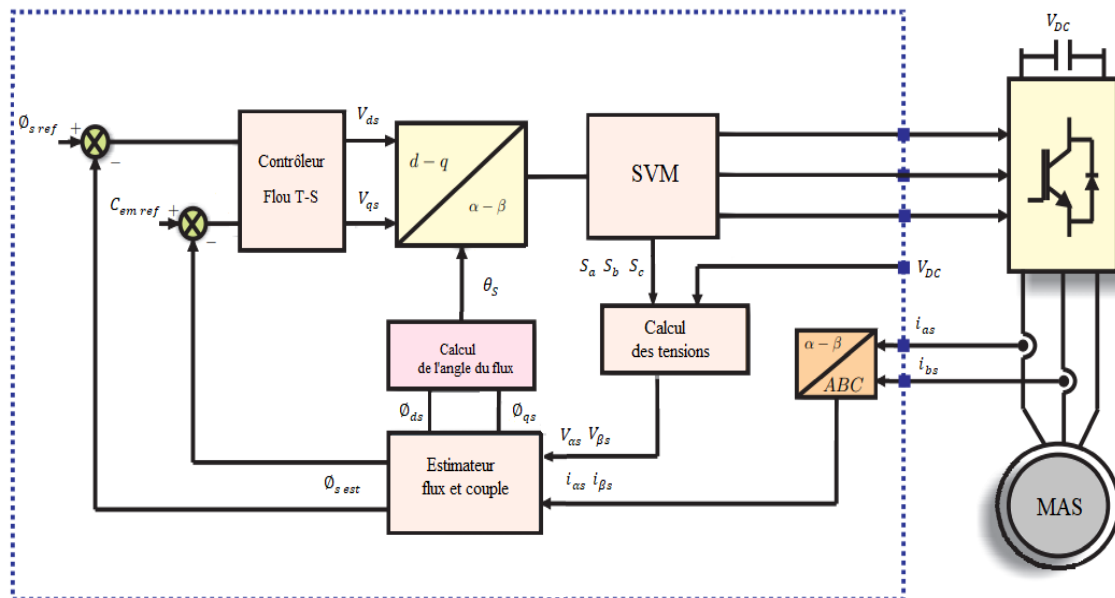 V_DC
Ø_s ref
+
−
Contrôleur
Flou T-S
V_ds
V_qs
d − q
α − β
SVM
C_em ref
+
−
S_a S_b S_c
V_DC
θ_S
Calcul
de l'angle du flux
Calcul
des tensions
α − β
ABC
i_as
i_bs
Ø_ds
Ø_qs
V_αs V_βs
Estimateur
flux et couple
Ø_s est
i_αs i_βs
MAS